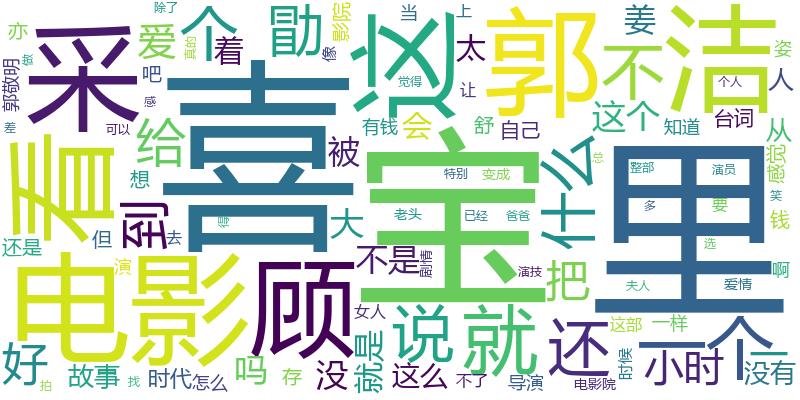 除了
当
上
亦
采
爱
个
勖
影院
这
郭
姜
洁
着
像
真的
太
不
姿
郭敬明
敏
吧
喜
觉得
让
个人
人
感
看
给
有钱
会
舒
自己
这个
知道
台词
从
差
可以
被
宝
什么
里
感觉
想
特别
变成
总
整部
演员
笑
到
大
老头
已经
爸爸
多
要
钱
还是
但
去
得
不是
剧情
演技
把
选
啊
电影
演
顾
夫人
爱情
女人
说
就
还
这部
一样
一个
好
故事
时代
怎么
吗
存
没
就是
这么
不了
导演
电影院
时候
小时
没有
拍
找